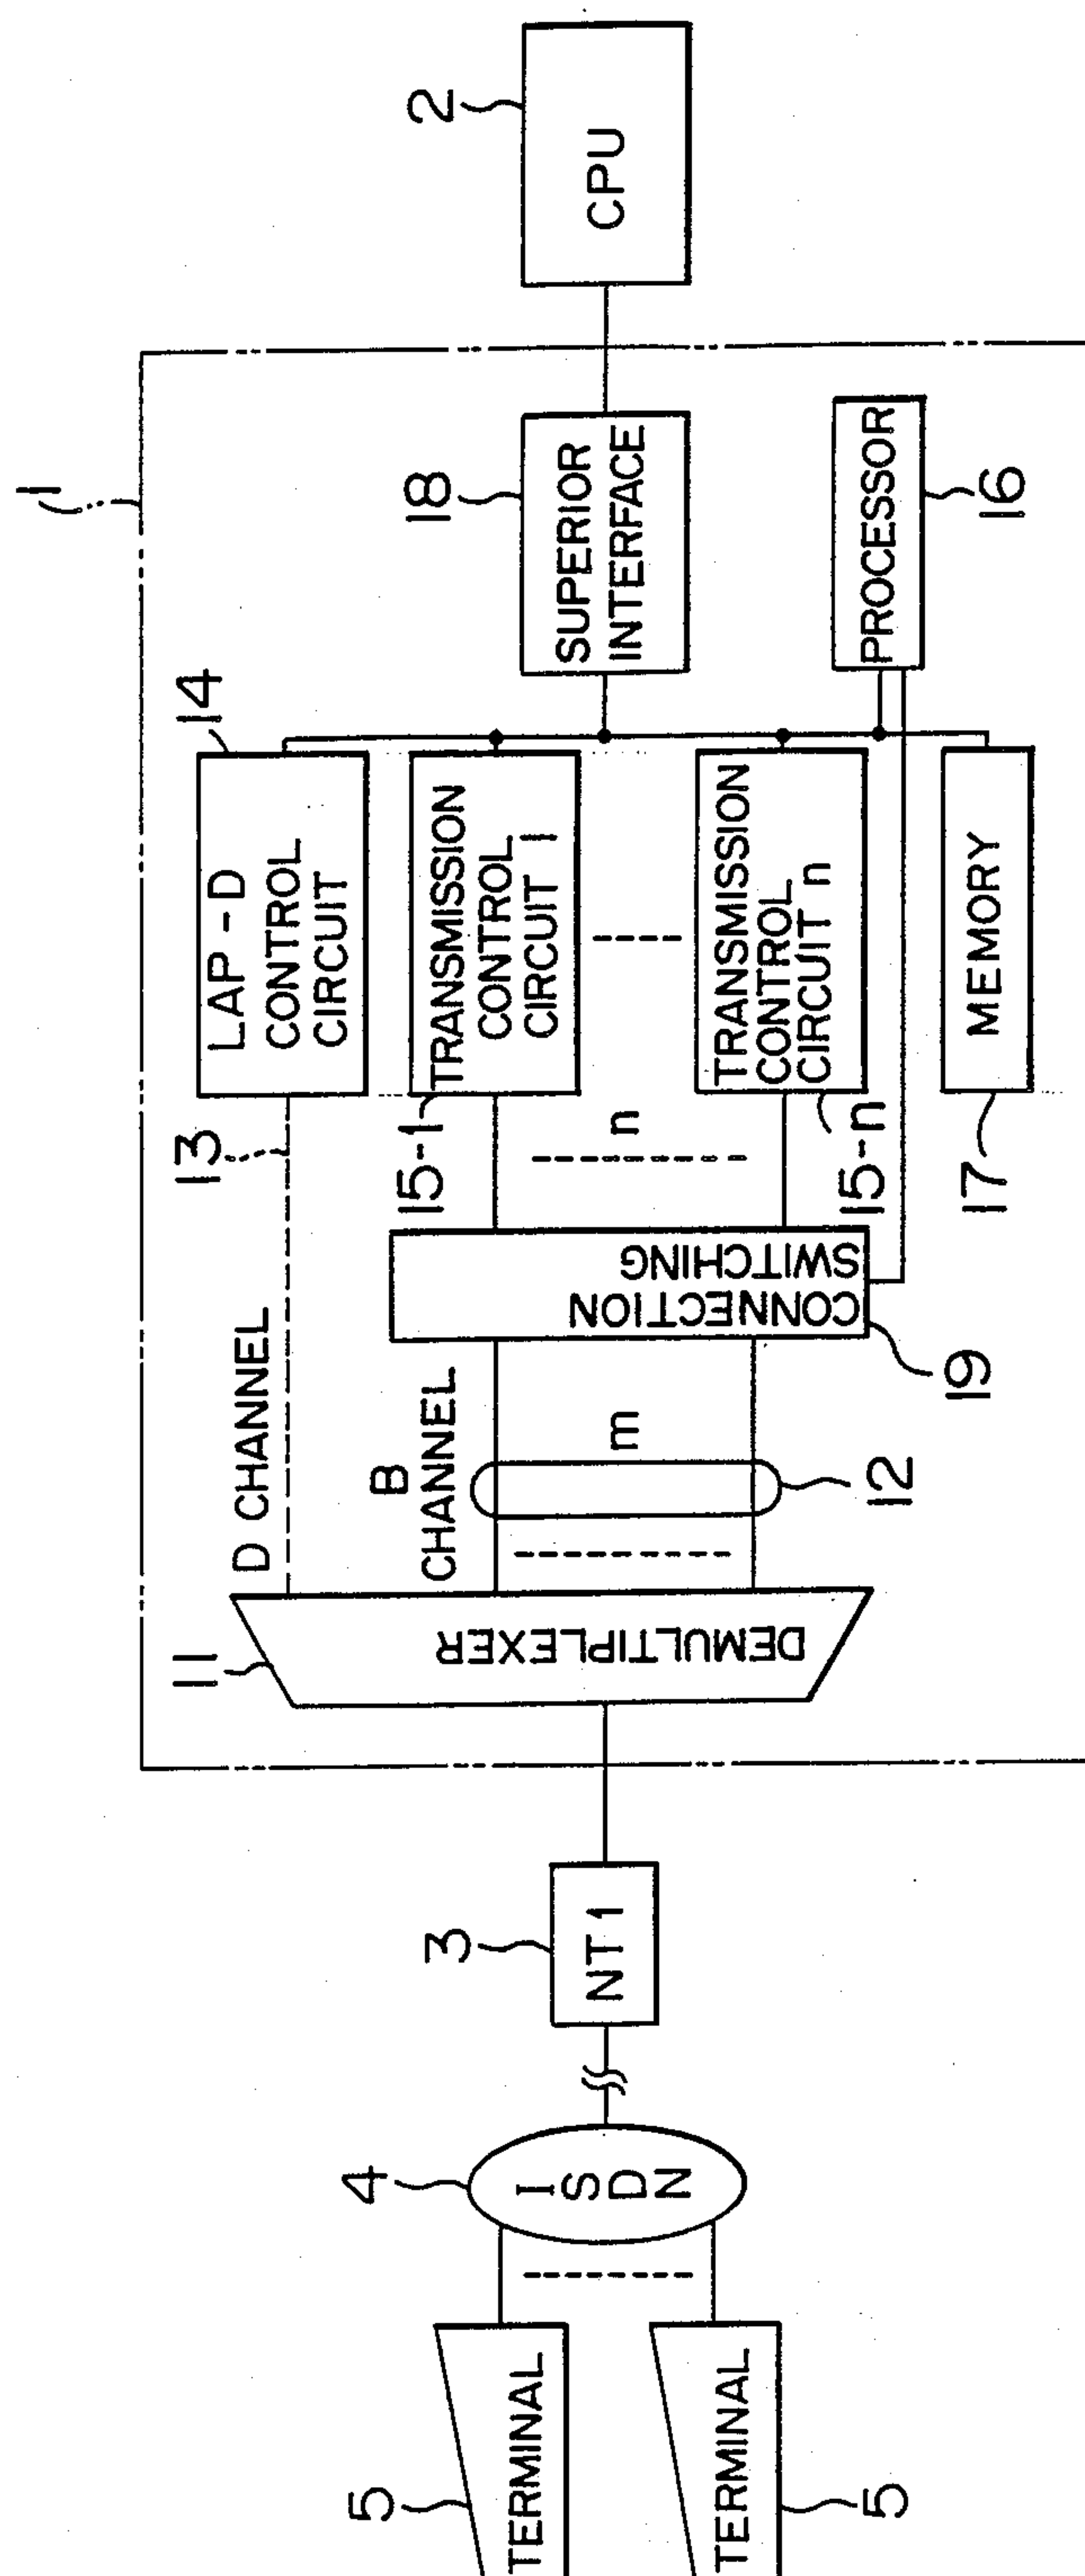 1
5
TERMINAL
5
TERMINAL
4
ISDN
3
NT1
11
DEMULTIPLEXER
D CHANNEL
13
B
CHANNEL
m
12
CONNECTION
SWITCHING
19
15-1
n
15-n
14
LAP-D
CONTROL
CIRCUIT
TRANSMISSION
CONTROL
CIRCUIT 1
TRANSMISSION
CONTROL
CIRCUIT n
17
MEMORY
18
SUPERIOR
INTERFACE
PROCESSOR
16
2
CPU